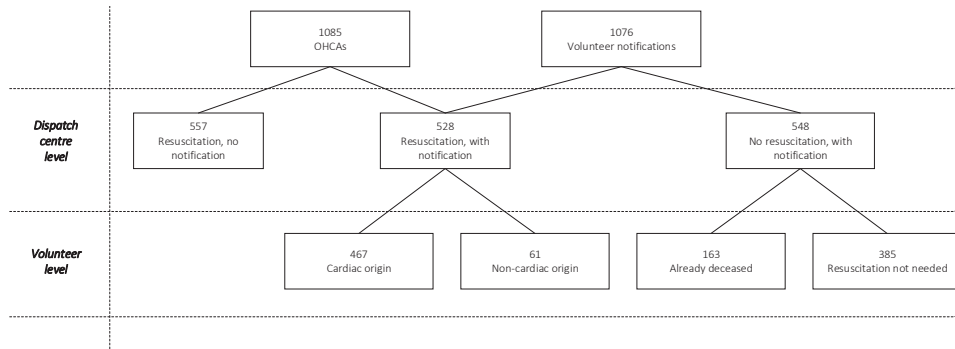 1085
OHCAs
1076
Volunteer notifications
Dispatch
centre
level
557
Resuscitation, no
notification
528
Resuscitation, with
notification
548
No resuscitation, with
notification
Volunteer
level
467
Cardiac origin
61
Non-cardiac origin
163
Already deceased
385
Resuscitation not needed